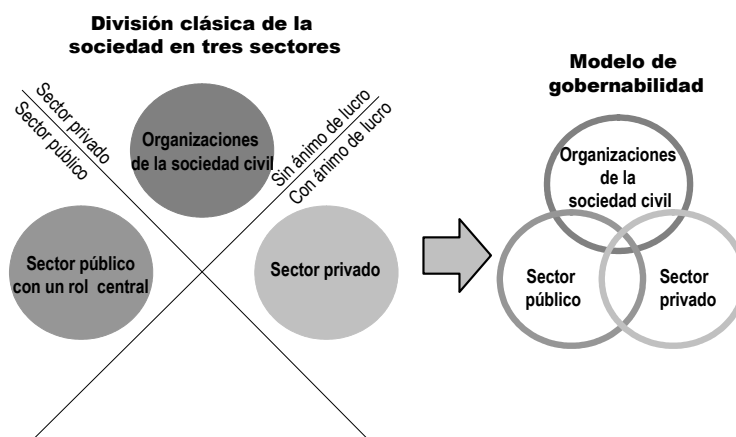 División clásica de la
sociedad en tres sectores
Sector privado
Sector público
Organizaciones
de la sociedad civil
Sin ánimo de lucro
Con ánimo de lucro
Sector público
con un rol central
Sector privado
Modelo de
gobernabilidad
Organizaciones
de la
sociedad civil
Sector
público
Sector
privado